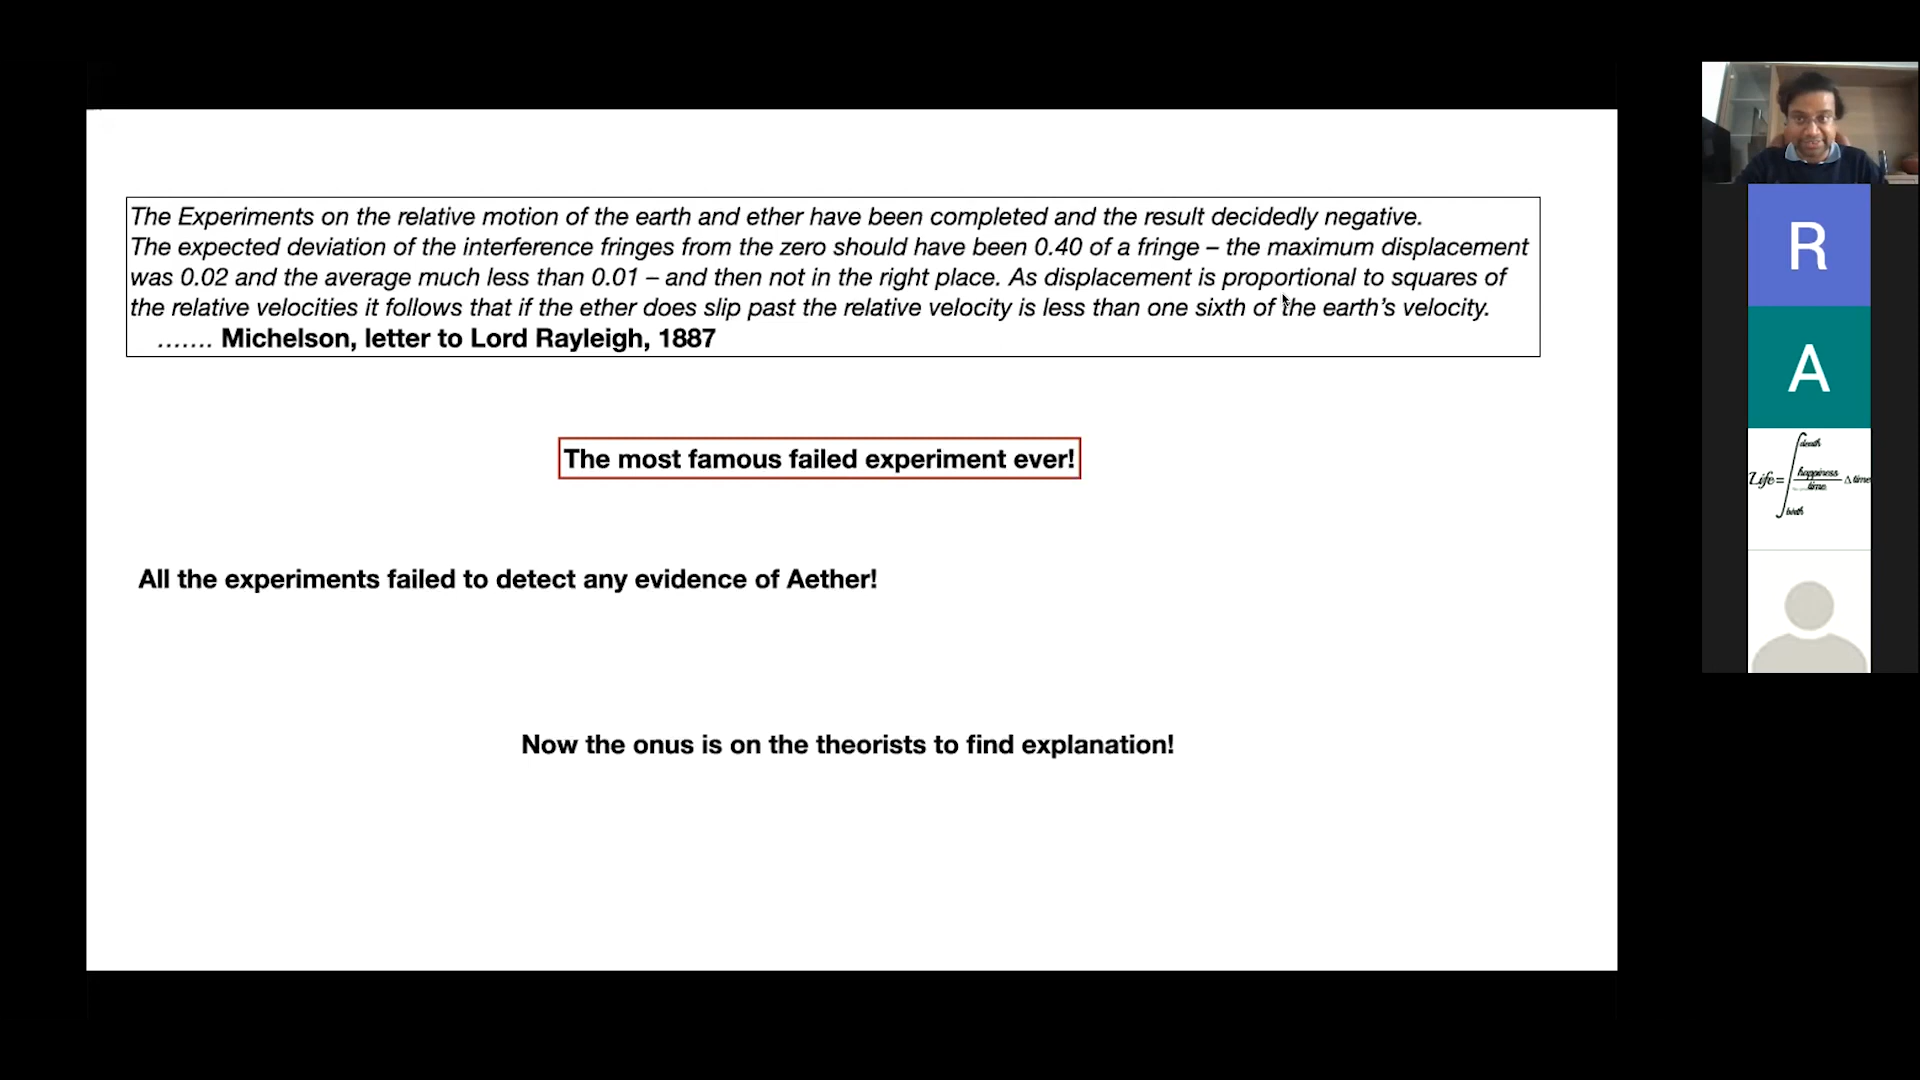 The Experiments on the relative motion of the earth and ether have been completed and the result decidedly negative.
The expected deviation of the interference fringes from the zero should have been 0.40 of a fringe – the maximum displacement
was 0.02 and the average much less than 0.01 – and then not in the right place. As displacement is proportional to squares of
the relative velocities it follows that if the ether does slip past the relative velocity is less than one sixth of the earth's velocity.
....... Michelson, letter to Lord Rayleigh, 1887
The most famous failed experiment ever!
All the experiments failed to detect any evidence of Aether!
Now the onus is on the theorists to find explanation!
R
A
death
Life = ∫ happiness
time Δ time
birth